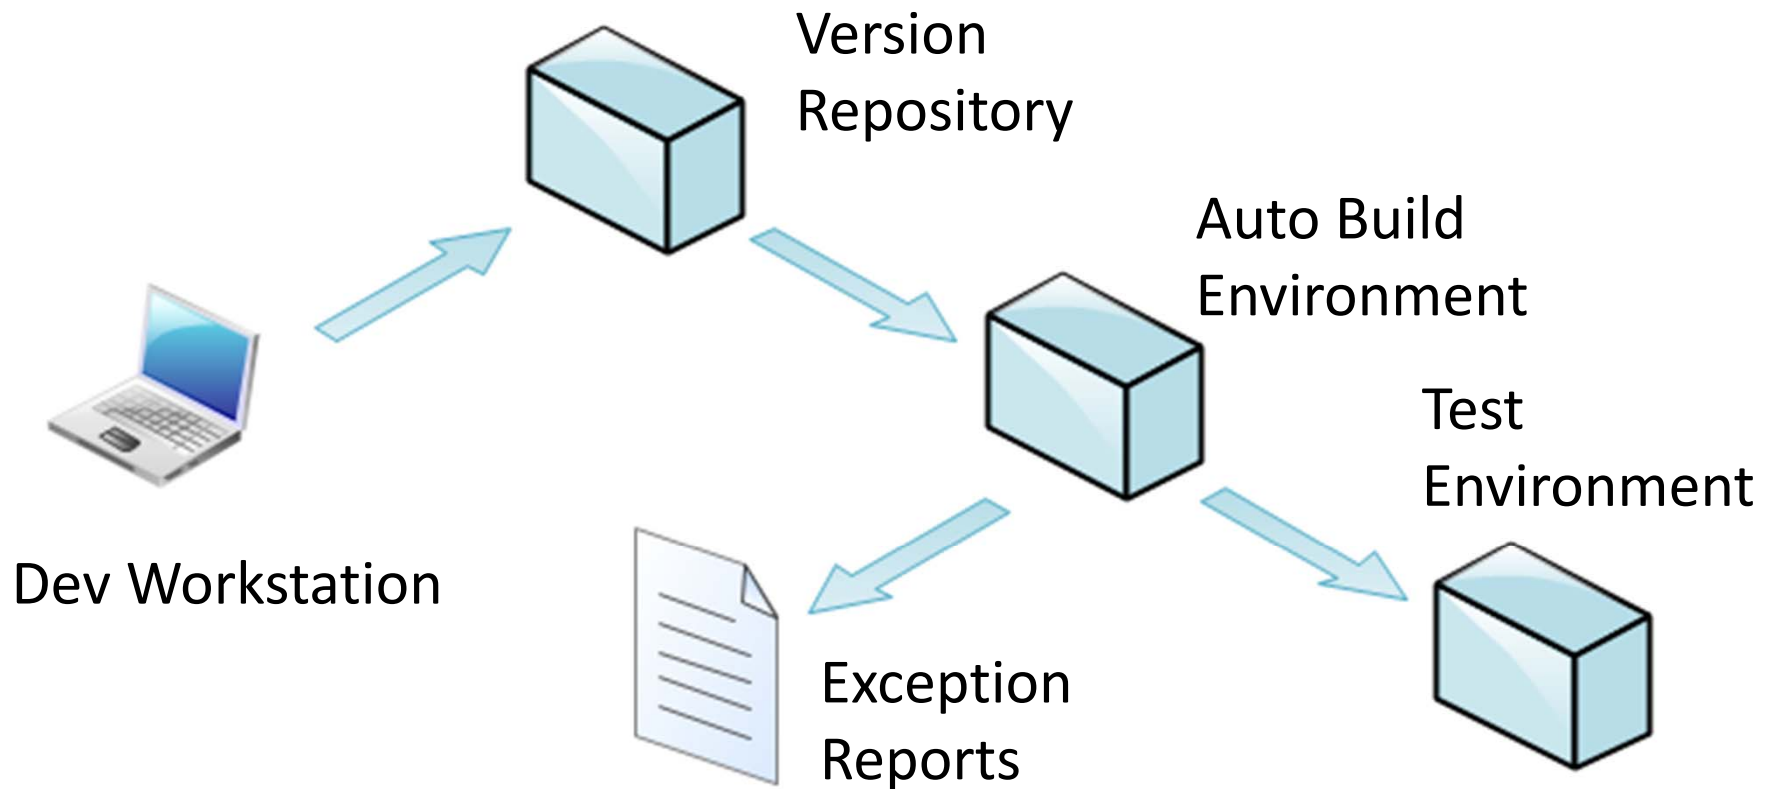 Version
Repository
Auto Build
Environment
Test
Environment
Dev Workstation
Exception
Reports